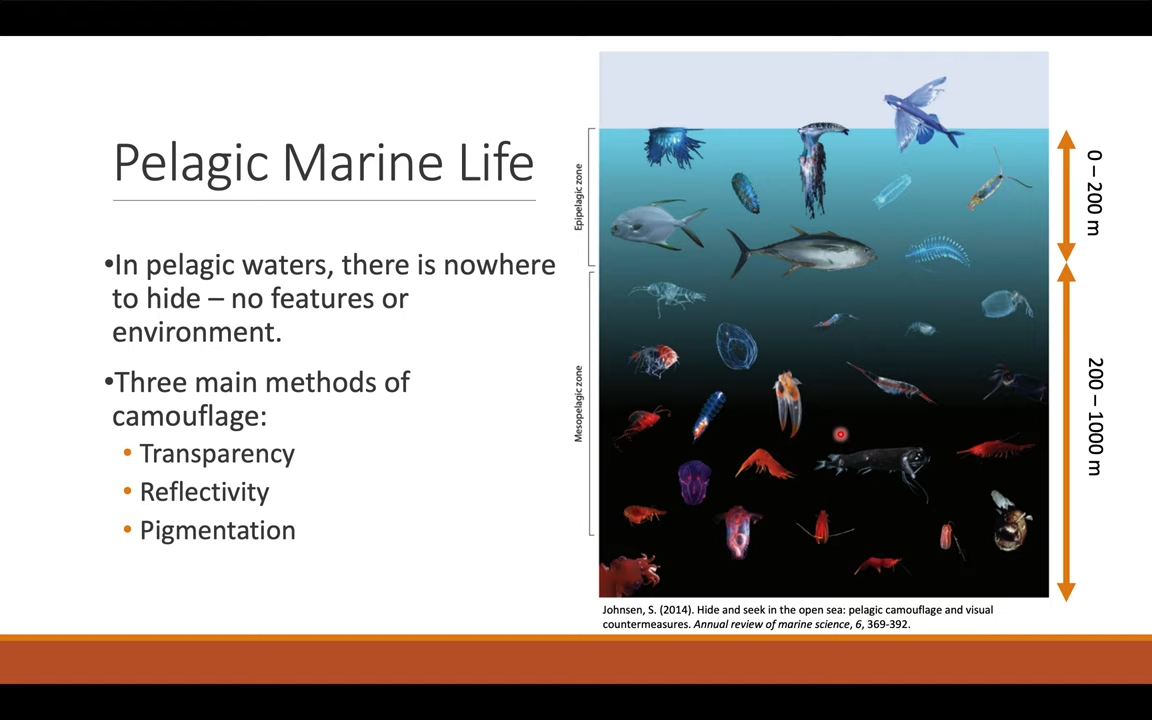 Pelagic Marine Life
•In pelagic waters, there is nowhere
to hide – no features or
environment.
•Three main methods of
camouflage:
• Transparency
• Reflectivity
• Pigmentation
Epipelagic zone
Mesopelagic zone
0 – 200 m
200 – 1000 m
Johnsen, S. (2014). Hide and seek in the open sea: pelagic camouflage and visual
countermeasures. Annual review of marine science, 6, 369-392.